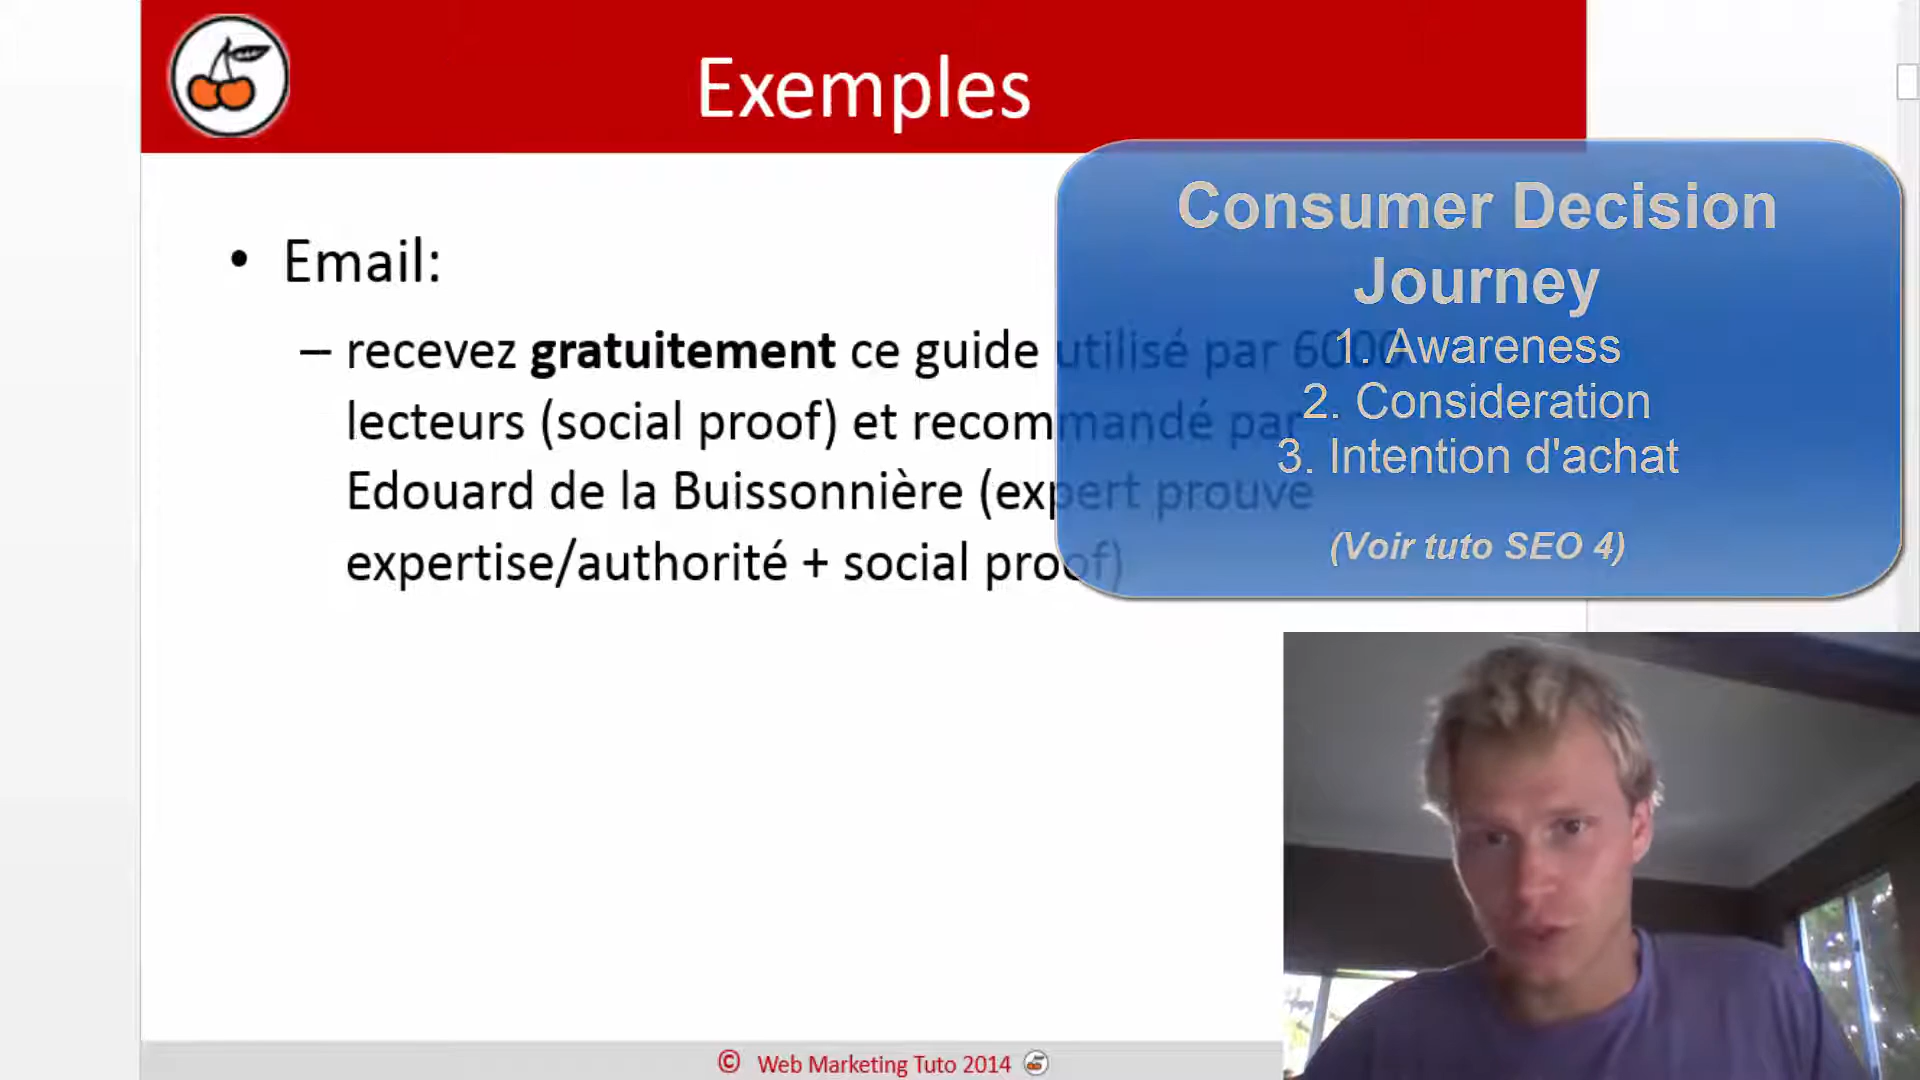 Exemples
• Email:
– recevez gratuitement ce guide utilisé par 6000
lecteurs (social proof) et recommandé par
Edouard de la Buissonnière (expert prouve
expertise/authorité + social proof)
Consumer Decision
Journey
1. Awareness
2. Consideration
3. Intention d'achat
(Voir tuto SEO 4)
© Web Marketing Tuto 2014